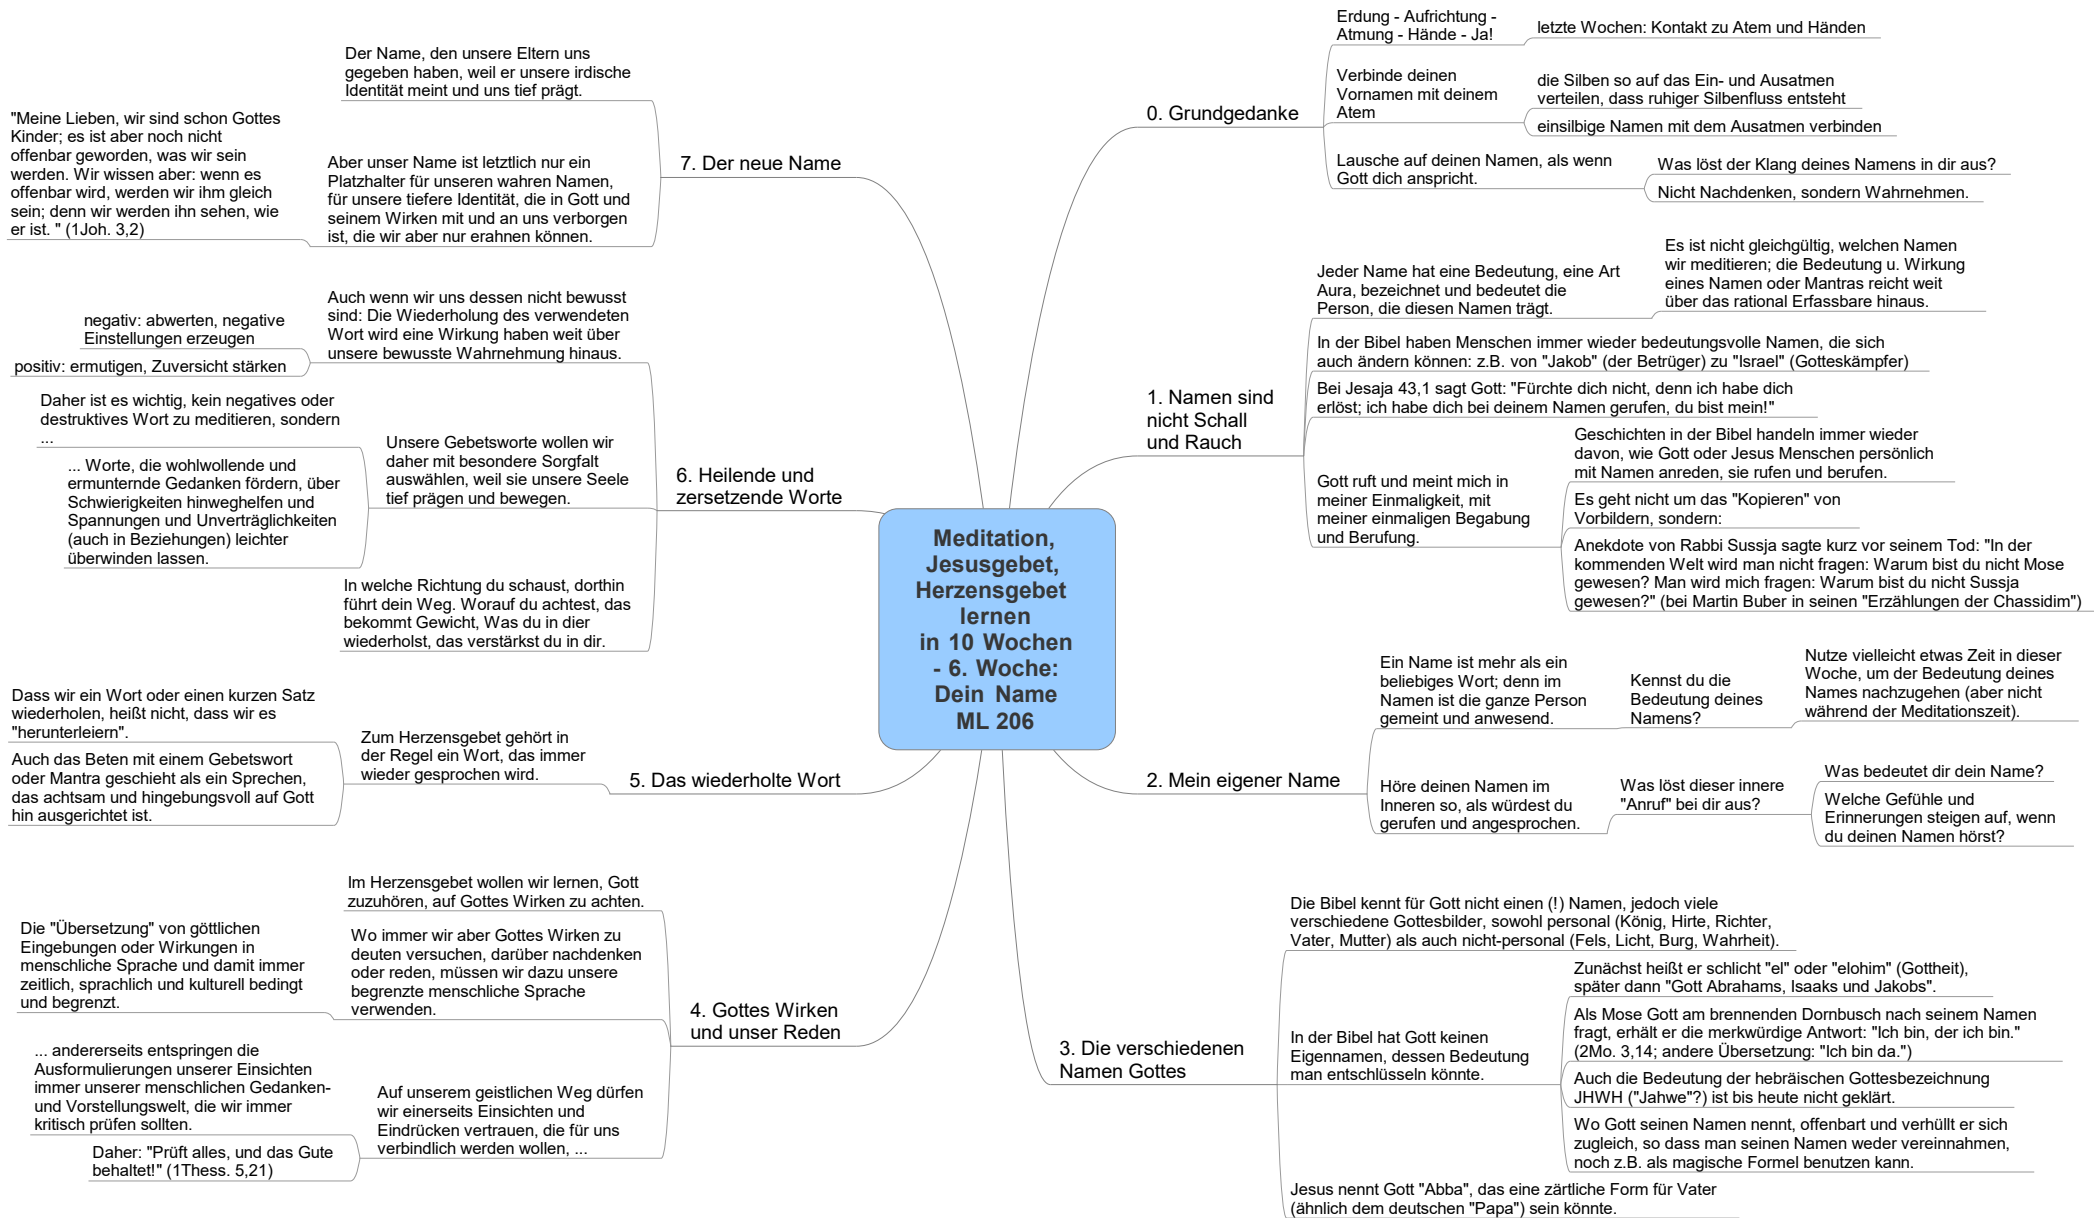 Meditation,
Jesusgebet,
Herzensgebet
lernen
in 10 Wochen
- 6. Woche:
Dein Name
ML 206
0. Grundgedanke
Erdung - Aufrichtung -
Atmung - Hände - Ja!
letzte Wochen: Kontakt zu Atem und Händen
Verbinde deinen
Vornamen mit deinem
Atem
die Silben so auf das Ein- und Ausatmen
verteilen, dass ruhiger Silbenfluss entsteht
einsilbige Namen mit dem Ausatmen verbinden
Lausche auf deinen Namen, als wenn
Gott dich anspricht.
Was löst der Klang deines Namens in dir aus?
Nicht Nachdenken, sondern Wahrnehmen.
1. Namen sind
nicht Schall
und Rauch
Jeder Name hat eine Bedeutung, eine Art
Aura, bezeichnet und bedeutet die
Person, die diesen Namen trägt.
Es ist nicht gleichgültig, welchen Namen
wir meditieren; die Bedeutung u. Wirkung
eines Namen oder Mantras reicht weit
über das rational Erfassbare hinaus.
In der Bibel haben Menschen immer wieder bedeutungsvolle Namen, die sich
auch ändern können: z.B. von "Jakob" (der Betrüger) zu "Israel" (Gotteskämpfer)
Bei Jesaja 43,1 sagt Gott: "Fürchte dich nicht, denn ich habe dich
erlöst; ich habe dich bei deinem Namen gerufen, du bist mein!"
Gott ruft und meint mich in
meiner Einmaligkeit, mit
meiner einmaligen Begabung
und Berufung.
Geschichten in der Bibel handeln immer wieder
davon, wie Gott oder Jesus Menschen persönlich
mit Namen anreden, sie rufen und berufen.
Es geht nicht um das "Kopieren" von
Vorbildern, sondern:
Anekdote von Rabbi Sussja sagte kurz vor seinem Tod: "In der
kommenden Welt wird man nicht fragen: Warum bist du nicht Mose
gewesen? Man wird mich fragen: Warum bist du nicht Sussja
gewesen?" (bei Martin Buber in seinen "Erzählungen der Chassidim")
2. Mein eigener Name
Ein Name ist mehr als ein
beliebiges Wort; denn im
Namen ist die ganze Person
gemeint und anwesend.
Kennst du die
Bedeutung deines
Namens?
Nutze vielleicht etwas Zeit in dieser
Woche, um der Bedeutung deines
Names nachzugehen (aber nicht
während der Meditationszeit).
Höre deinen Namen im
Inneren so, als würdest du
gerufen und angesprochen.
Was löst dieser innere
"Anruf" bei dir aus?
Was bedeutet dir dein Name?
Welche Gefühle und
Erinnerungen steigen auf, wenn
du deinen Namen hörst?
3. Die verschiedenen
Namen Gottes
Die Bibel kennt für Gott nicht einen (!) Namen, jedoch viele
verschiedene Gottesbilder, sowohl personal (König, Hirte, Richter,
Vater, Mutter) als auch nicht-personal (Fels, Licht, Burg, Wahrheit).
In der Bibel hat Gott keinen
Eigennamen, dessen Bedeutung
man entschlüsseln könnte.
Zunächst heißt er schlicht "el" oder "elohim" (Gottheit),
später dann "Gott Abrahams, Isaaks und Jakobs".
Als Mose Gott am brennenden Dornbusch nach seinem Namen
fragt, erhält er die merkwürdige Antwort: "Ich bin, der ich bin."
(2Mo. 3,14; andere Übersetzung: "Ich bin da.")
Auch die Bedeutung der hebräischen Gottesbezeichnung
JHWH ("Jahwe"?) ist bis heute nicht geklärt.
Wo Gott seinen Namen nennt, offenbart und verhüllt er sich
zugleich, so dass man seinen Namen weder vereinnahmen,
noch z.B. als magische Formel benutzen kann.
Jesus nennt Gott "Abba", das eine zärtliche Form für Vater
(ähnlich dem deutschen "Papa") sein könnte.
4. Gottes Wirken
und unser Reden
Im Herzensgebet wollen wir lernen, Gott
zuzuhören, auf Gottes Wirken zu achten.
Wo immer wir aber Gottes Wirken zu
deuten versuchen, darüber nachdenken
oder reden, müssen wir dazu unsere
begrenzte menschliche Sprache
verwenden.
Die "Übersetzung" von göttlichen
Eingebungen oder Wirkungen in
menschliche Sprache und damit immer
zeitlich, sprachlich und kulturell bedingt
und begrenzt.
Auf unserem geistlichen Weg dürfen
wir einerseits Einsichten und
Eindrücken vertrauen, die für uns
verbindlich werden wollen, ...
... andererseits entspringen die
Ausformulierungen unserer Einsichten
immer unserer menschlichen Gedanken-
und Vorstellungswelt, die wir immer
kritisch prüfen sollten.
Daher: "Prüft alles, und das Gute
behaltet!" (1Thess. 5,21)
5. Das wiederholte Wort
Zum Herzensgebet gehört in
der Regel ein Wort, das immer
wieder gesprochen wird.
Dass wir ein Wort oder einen kurzen Satz
wiederholen, heißt nicht, dass wir es
"herunterleiern".
Auch das Beten mit einem Gebetswort
oder Mantra geschieht als ein Sprechen,
das achtsam und hingebungsvoll auf Gott
hin ausgerichtet ist.
6. Heilende und
zersetzende Worte
Auch wenn wir uns dessen nicht bewusst
sind: Die Wiederholung des verwendeten
Wort wird eine Wirkung haben weit über
unsere bewusste Wahrnehmung hinaus.
negativ: abwerten, negative
Einstellungen erzeugen
positiv: ermutigen, Zuversicht stärken
Unsere Gebetsworte wollen wir
daher mit besondere Sorgfalt
auswählen, weil sie unsere Seele
tief prägen und bewegen.
Daher ist es wichtig, kein negatives oder
destruktives Wort zu meditieren, sondern
...
... Worte, die wohlwollende und
ermunternde Gedanken fördern, über
Schwierigkeiten hinweghelfen und
Spannungen und Unverträglichkeiten
(auch in Beziehungen) leichter
überwinden lassen.
In welche Richtung du schaust, dorthin
führt dein Weg. Worauf du achtest, das
bekommt Gewicht, Was du in dier
wiederholst, das verstärkst du in dir.
7. Der neue Name
Der Name, den unsere Eltern uns
gegeben haben, weil er unsere irdische
Identität meint und uns tief prägt.
Aber unser Name ist letztlich nur ein
Platzhalter für unseren wahren Namen,
für unsere tiefere Identität, die in Gott und
seinem Wirken mit und an uns verborgen
ist, die wir aber nur erahnen können.
"Meine Lieben, wir sind schon Gottes
Kinder; es ist aber noch nicht
offenbar geworden, was wir sein
werden. Wir wissen aber: wenn es
offenbar wird, werden wir ihm gleich
sein; denn wir werden ihn sehen, wie
er ist. " (1Joh. 3,2)